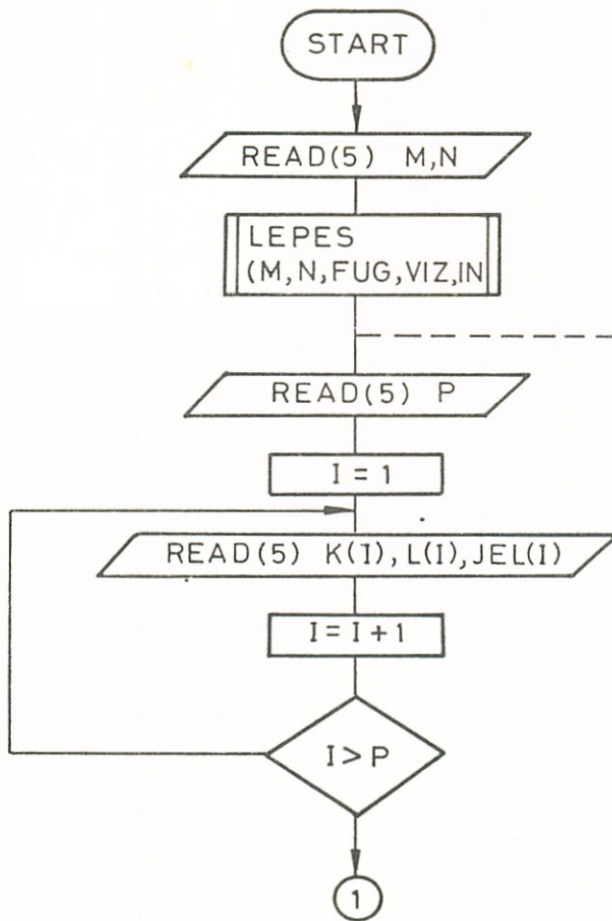 START
READ(5) M,N
LEPES
(M,N,FUG,VIZ,IN
READ(5) P
I = 1
READ(5) K(I),L(I),JEL(I)
I = I + 1
I > P
1